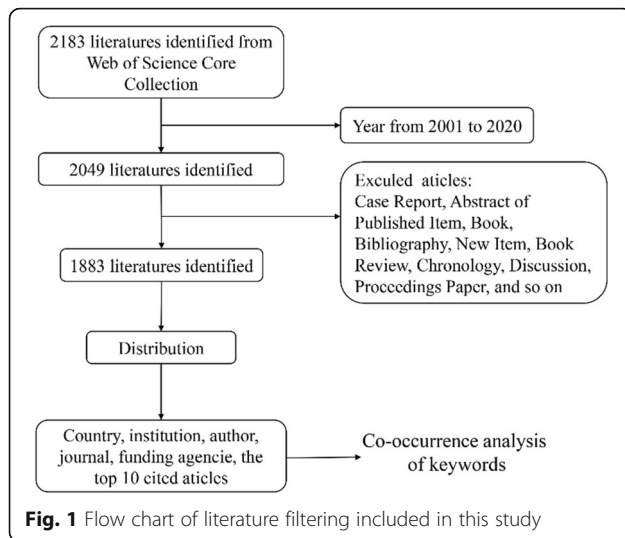 2183 literatures identified from
Web of Science Core
Collection
Year from 2001 to 2020
2049 literatures identified
Exculed aticles:
Case Report, Abstract of
Published Item, Book,
Bibliography, New Item, Book
Review, Chronology, Discussion,
Proceedings Paper, and so on
1883 literatures identified
Distribution
Country, institution, author,
journal, funding agencie, the
top 10 cited aticles
Co-occurrence analysis
of keywords
Fig. 1 Flow chart of literature filtering included in this study